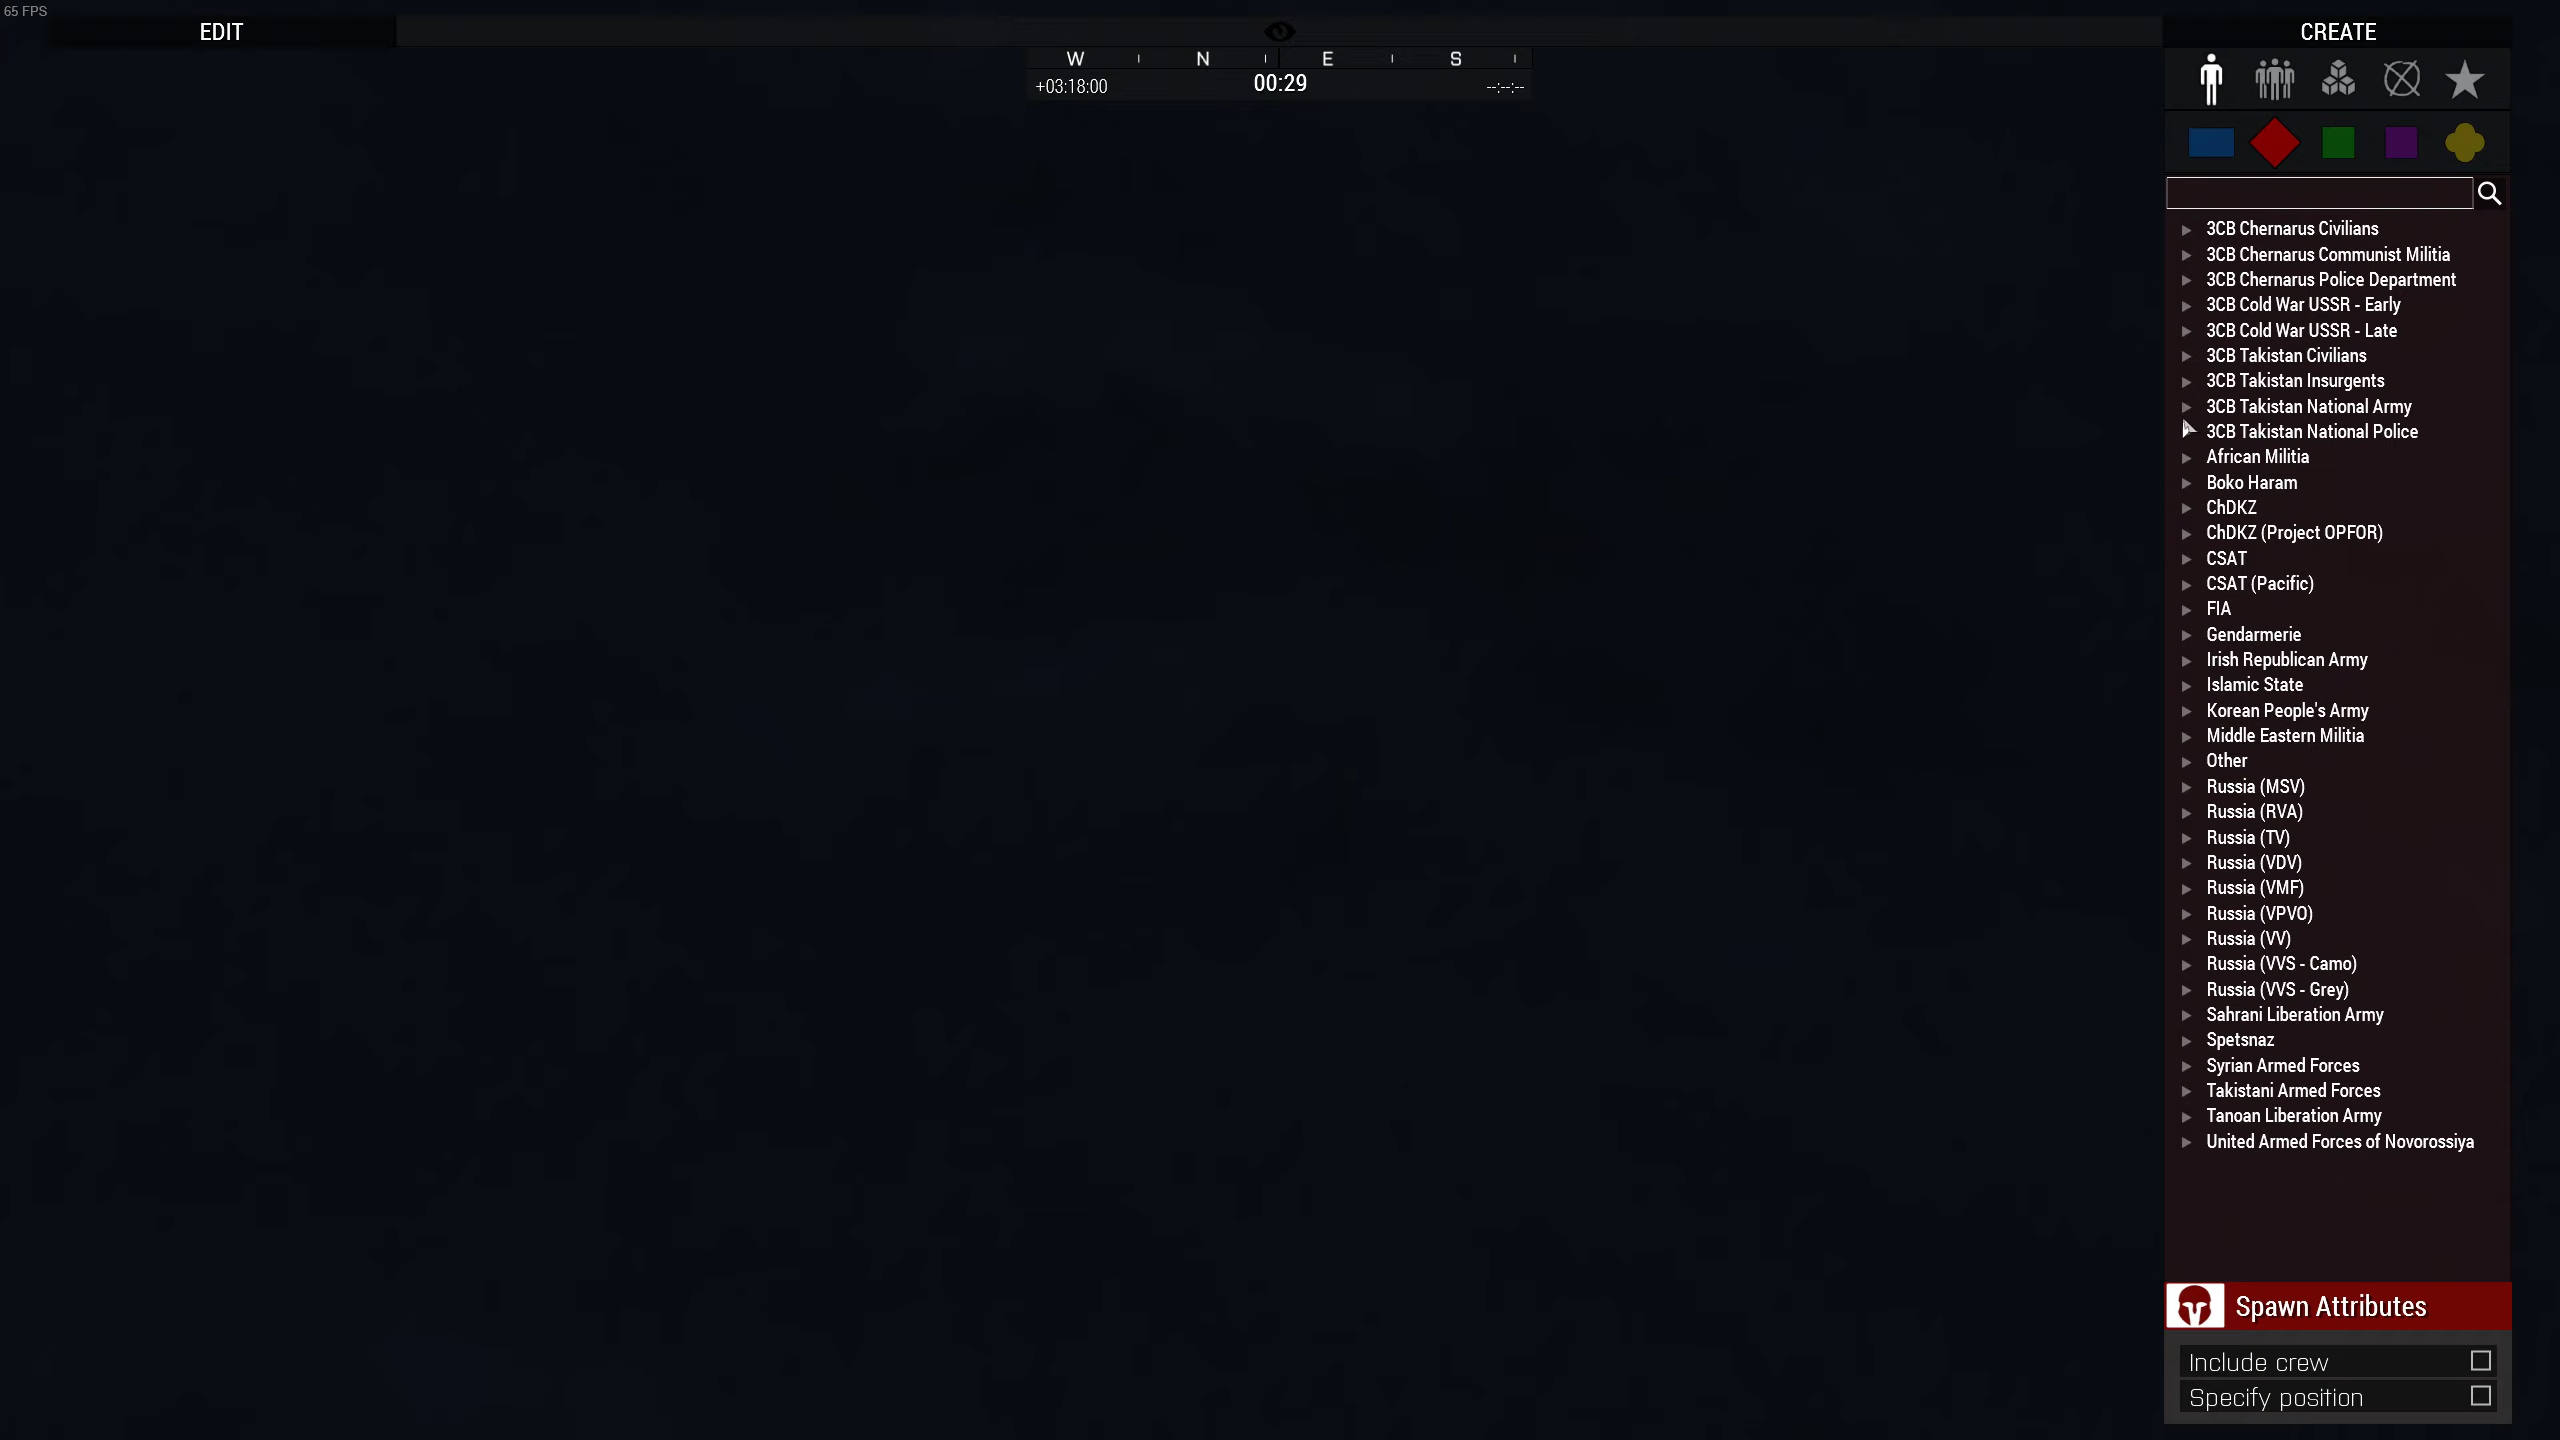 65 FPS
EDIT
CREATE
W N E S
+03:18:00 00:29 --:--:--
3CB Chernarus Civilians
3CB Chernarus Communist Militia
3CB Chernarus Police Department
3CB Cold War USSR - Early
3CB Cold War USSR - Late
3CB Takistan Civilians
3CB Takistan Insurgents
3CB Takistan National Army
3CB Takistan National Police
African Militia
Boko Haram
ChDKZ
ChDKZ (Project OPFOR)
CSAT
CSAT (Pacific)
FIA
Gendarmerie
Irish Republican Army
Islamic State
Korean People's Army
Middle Eastern Militia
Other
Russia (MSV)
Russia (RVA)
Russia (TV)
Russia (VDV)
Russia (VMF)
Russia (VPVO)
Russia (VV)
Russia (VVS - Camo)
Russia (VVS - Grey)
Sahrani Liberation Army
Spetsnaz
Syrian Armed Forces
Takistani Armed Forces
Tanoan Liberation Army
United Armed Forces of Novorossiya
Spawn Attributes
Include crew
Specify position